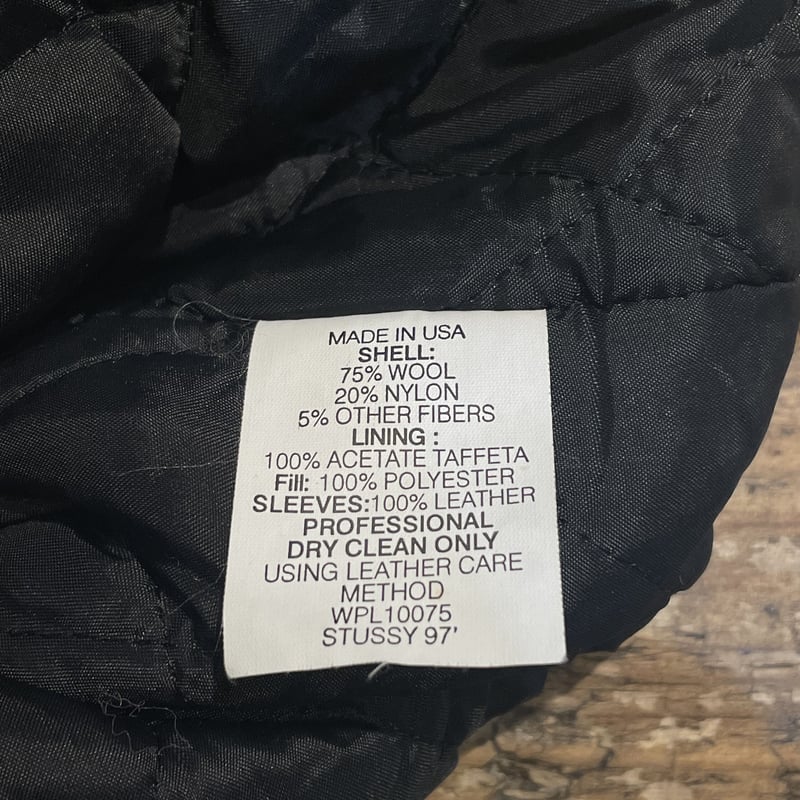 MADE IN USA
SHELL:
75% WOOL
20% NYLON
5% OTHER FIBERS
LINING :
100% ACETATE TAFFETA
Fill: 100% POLYESTER
SLEEVES:100% LEATHER
PROFESSIONAL
DRY CLEAN ONLY
USING LEATHER CARE
METHOD
WPL10075
STUSSY 97'